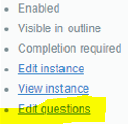 Enabled
Visible in outline
Completion required
Edit instance
View instance
Edit questions